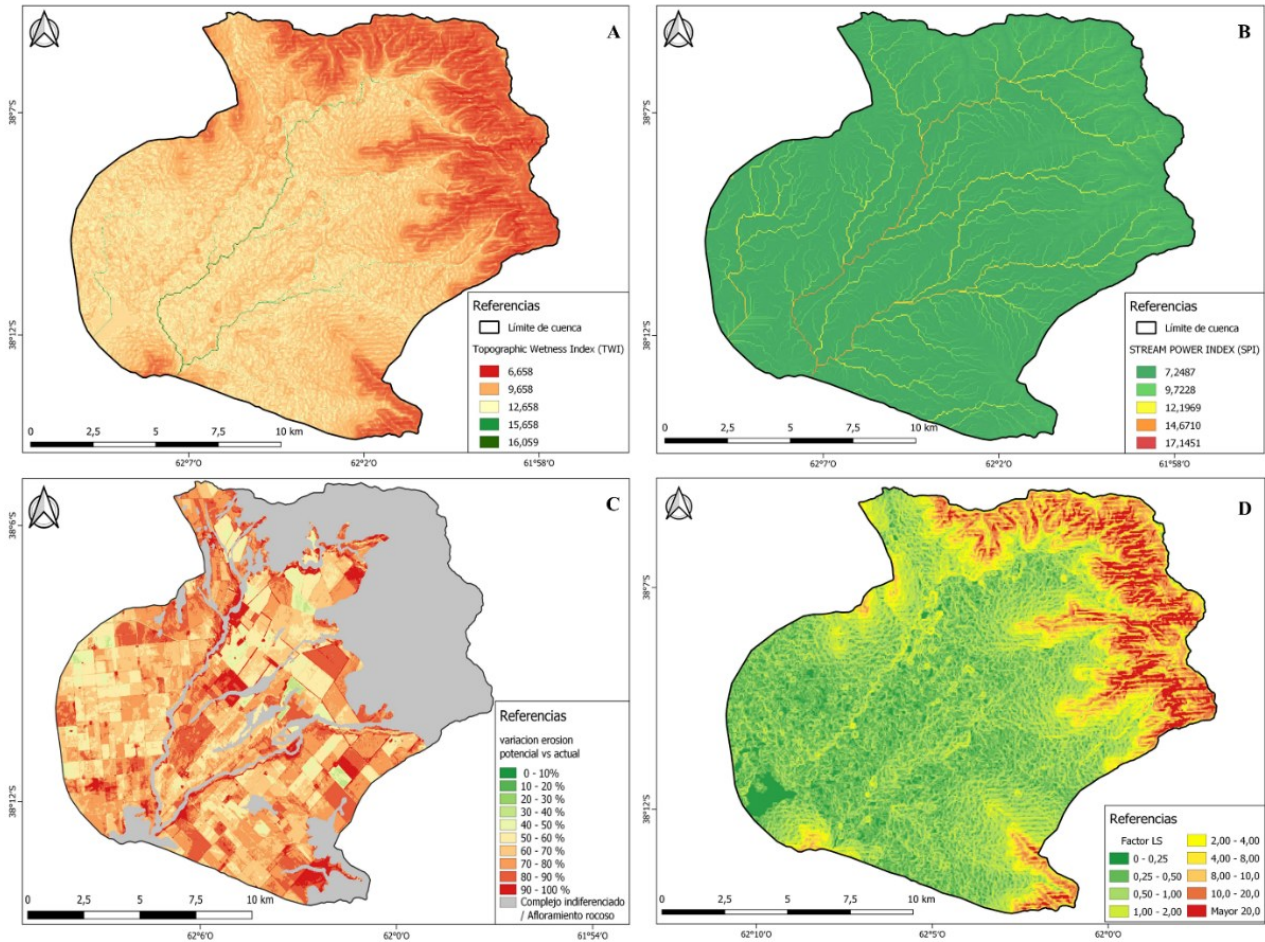 A
38°7'S
38°12'S
Referencias
Límite de cuenca
Topographic Wetness Index (TWI)
6,658
9,658
12,658
15,658
16,059
0 2,5 5 7,5 10 km
62°7'O 62°2'O 61°58'O
B
38°7'S
38°12'S
Referencias
Límite de cuenca
STREAM POWER INDEX (SPI)
7,2487
9,7228
12,1969
14,6710
17,1451
0 2,5 5 7,5 10 km
62°7'O 62°2'O 61°58'O
C
38°6'S
38°12'S
Referencias
variacion erosion
potencial vs actual
0 - 10%
10 - 20 %
20 - 30 %
30 - 40 %
40 - 50 %
50 - 60 %
60 - 70 %
70 - 80 %
80 - 90 %
90 - 100 %
Complejo indiferenciado
/ Afloramiento rocoso
0 2,5 5 7,5 10 km
62°6'O 62°0'O 61°54'O
D
38°7'S
38°12'S
Referencias
Factor LS
0 - 0,25
0,25 - 0,50
0,50 - 1,00
1,00 - 2,00
2,00 - 4,00
4,00 - 8,00
8,00 - 10,0
10,0 - 20,0
Mayor 20,0
0 2,5 5 7,5 10 km
62°10'O 62°5'O 62°0'O